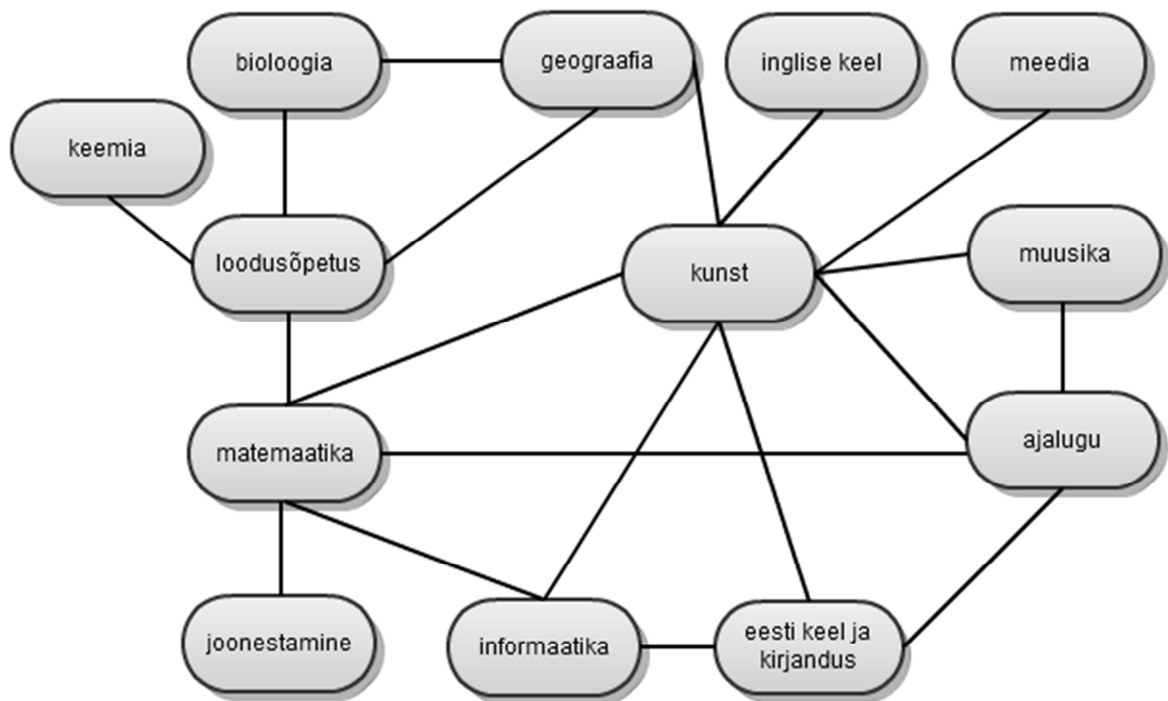 bioloogia
geograafia
inglise keel
meedia
keemia
loodusõpetus
kunst
muusika
matemaatika
ajalugu
joonestamine
informaatika
eesti keel ja
kirjandus